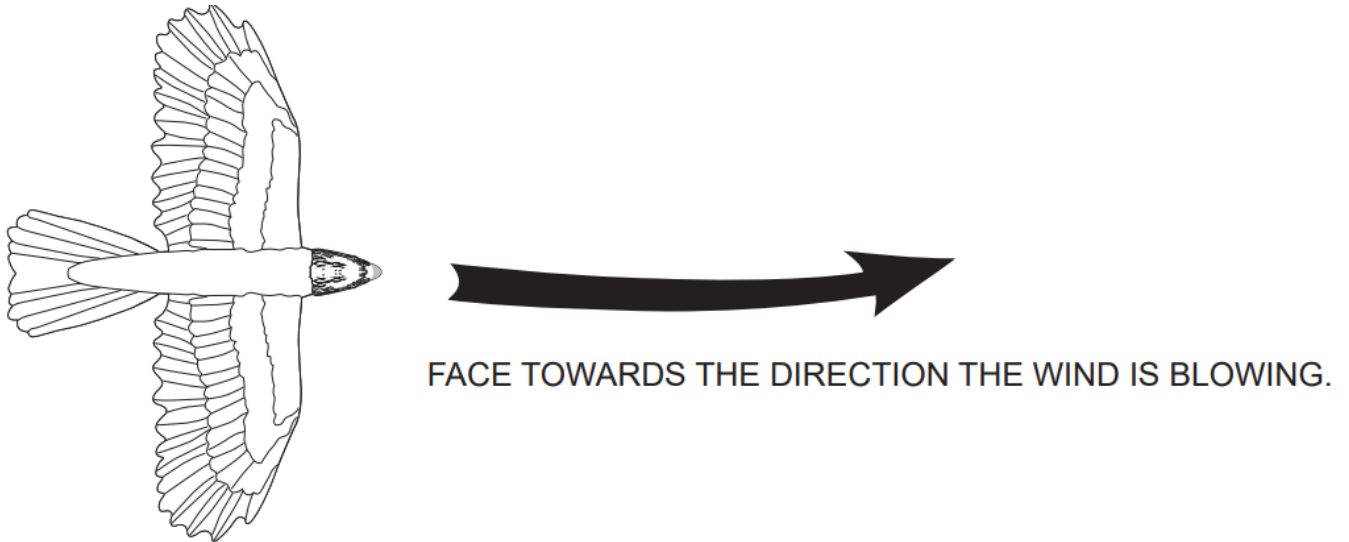 FACE TOWARDS THE DIRECTION THE WIND IS BLOWING.